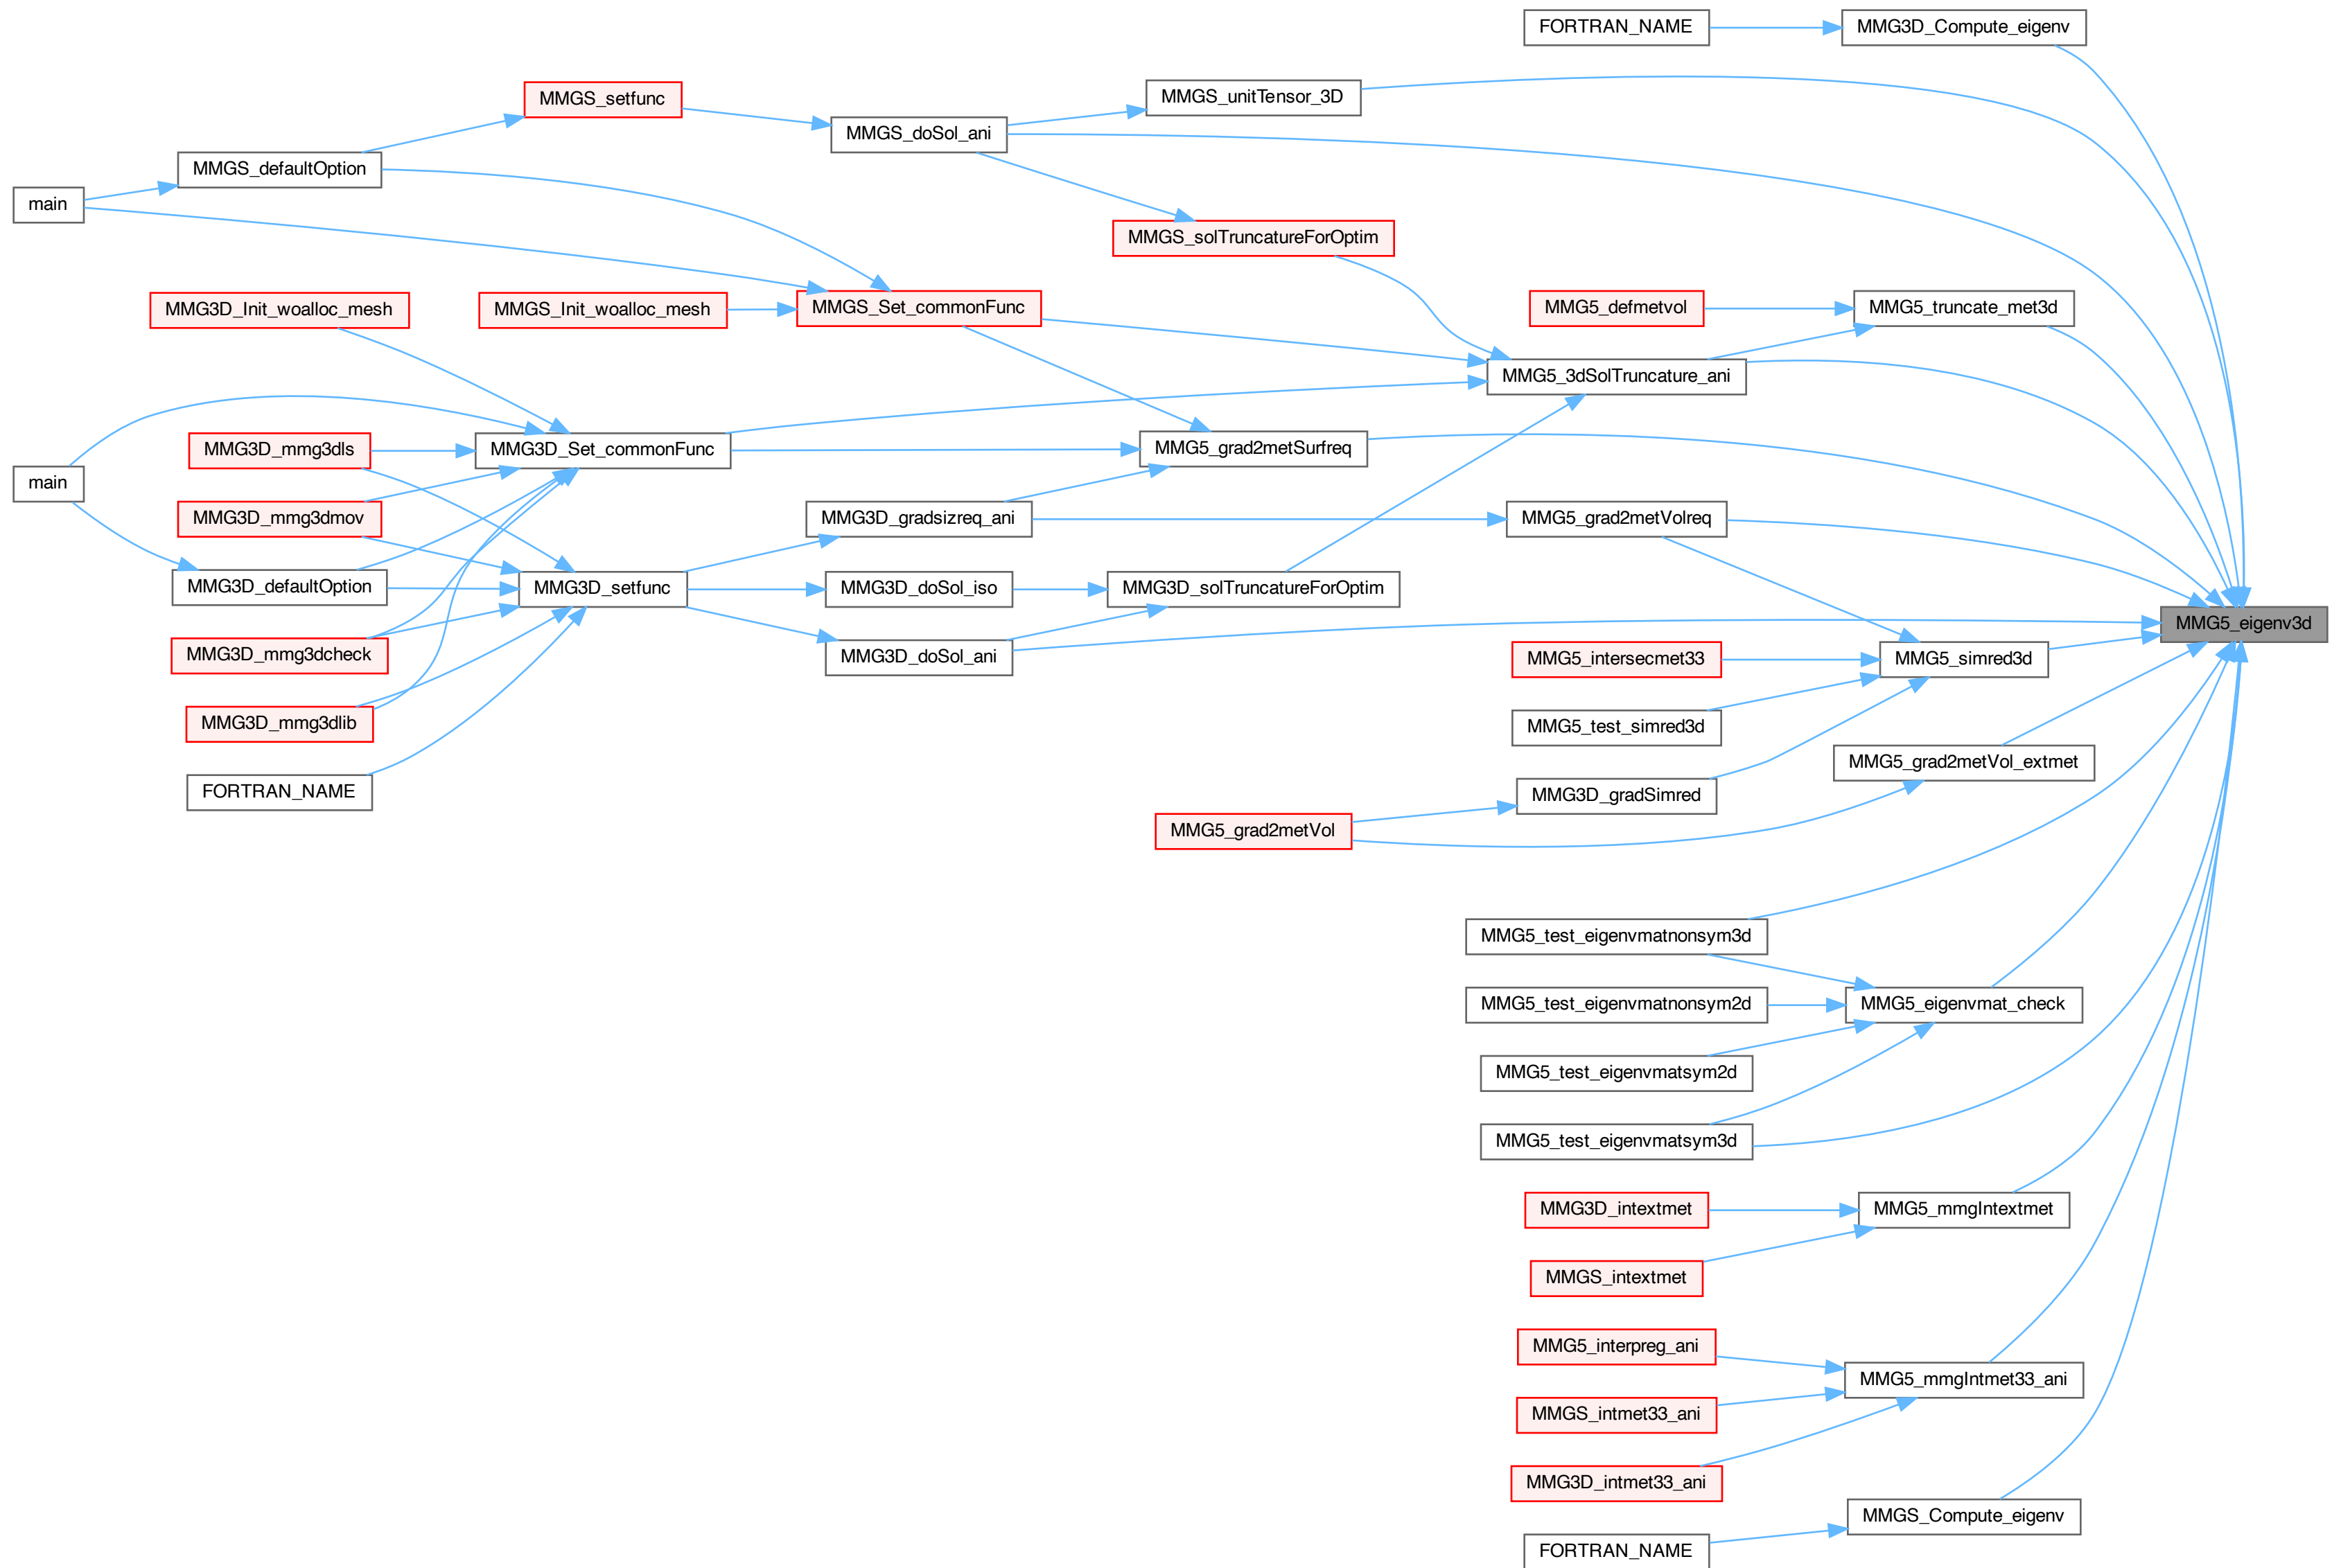 FORTRAN_NAME
MMG3D_Compute_eigenv
MMGS_setfunc
MMGS_unitTensor_3D
MMGS_doSol_ani
MMGS_defaultOption
main
MMGS_solTruncatureForOptim
MMG3D_Init_woalloc_mesh
MMGS_Init_woalloc_mesh
MMGS_Set_commonFunc
MMG5_defmetvol
MMG5_truncate_met3d
MMG5_3dSolTruncature_ani
MMG3D_mmg3dls
MMG3D_Set_commonFunc
MMG5_grad2metSurfreq
main
MMG3D_mmg3dmov
MMG3D_gradsizreq_ani
MMG5_grad2metVolreq
MMG3D_defaultOption
MMG3D_setfunc
MMG3D_doSol_iso
MMG3D_solTruncatureForOptim
MMG5_eigenv3d
MMG3D_mmg3dcheck
MMG3D_doSol_ani
MMG5_intersecmet33
MMG5_simred3d
MMG3D_mmg3dlib
MMG5_test_simred3d
MMG5_grad2metVol_extmet
FORTRAN_NAME
MMG3D_gradSimred
MMG5_grad2metVol
MMG5_test_eigenvmatnonsym3d
MMG5_test_eigenvmatnonsym2d
MMG5_eigenvmat_check
MMG5_test_eigenvmatsym2d
MMG5_test_eigenvmatsym3d
MMG3D_intextmet
MMG5_mmgIntextmet
MMGS_intextmet
MMG5_interpreg_ani
MMG5_mmgIntmet33_ani
MMGS_intmet33_ani
MMG3D_intmet33_ani
MMGS_Compute_eigenv
FORTRAN_NAME